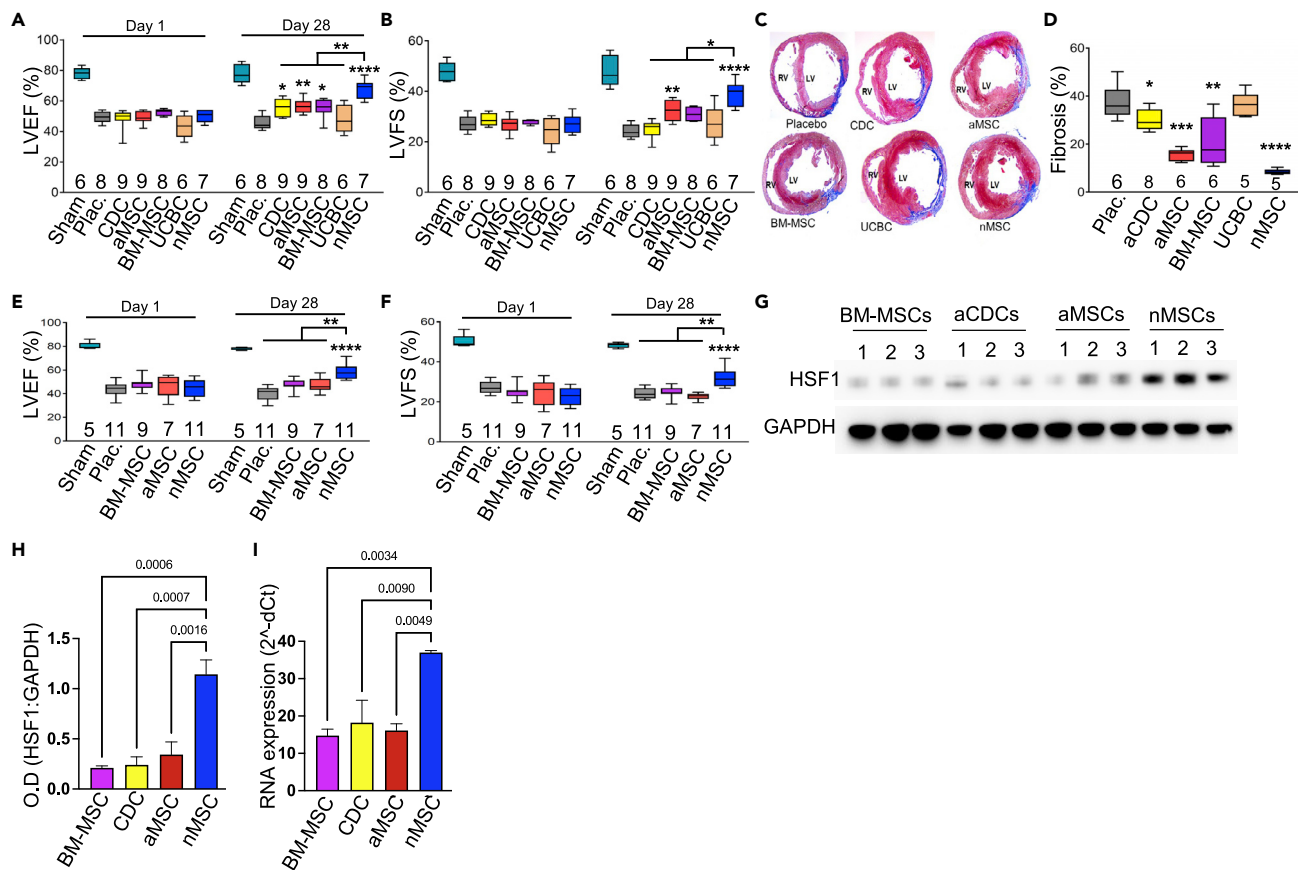 A
Day 1
Day 28
**
* ** * ****
LVEF (%)
100
80
60
40
20
0
6 8 9 9 8 6 7
6 8 9 9 8 6 7
Sham Plac. CDC aMSC BM-MSC UCBC nMSC
Sham Plac. CDC aMSC BM-MSC UCBC nMSC
B
*
** ****
LVFS (%)
60
40
20
0
6 8 9 9 8 6 7
6 8 9 9 8 6 7
Sham Plac. CDC aMSC BM-MSC UCBC nMSC
Sham Plac. CDC aMSC BM-MSC UCBC nMSC
C
RV LV
Placebo
RV LV
CDC
RV LV
aMSC
RV LV
BM-MSC
RV LV
UCBC
RV LV
nMSC
D
* *** ** ****
Fibrosis (%)
60
40
20
0
6 8 6 6 5 5
Plac. aCDC aMSC BM-MSC UCBC nMSC
E
Day 1
Day 28
**
****
LVEF (%)
100
80
60
40
20
0
5 11 9 7 11
5 11 9 7 11
Sham Plac. BM-MSC aMSC nMSC
Sham Plac. BM-MSC aMSC nMSC
F
Day 1
Day 28
**
****
LVFS (%)
60
40
20
0
5 11 9 7 11
5 11 9 7 11
Sham Plac. BM-MSC aMSC nMSC
Sham Plac. BM-MSC aMSC nMSC
G
BM-MSCs aCDCs aMSCs nMSCs
1 2 3 1 2 3 1 2 3 1 2 3
HSF1
GAPDH
H
0.0006
0.0007
0.0016
O.D (HSF1:GAPDH)
1.5
1.0
0.5
0.0
BM-MSC CDC aMSC nMSC
I
0.0034
0.0090
0.0049
RNA expression (2^-dCt)
40
30
20
10
0
BM-MSC CDC aMSC nMSC